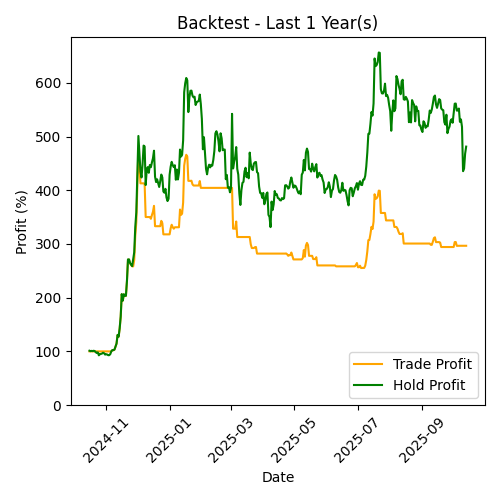 Backtest - Last 1 Year(s)
Profit (%)
600
500
400
300
200
100
0
Trade Profit
Hold Profit
2024-11
2025-01
2025-03
2025-05
2025-07
2025-09
Date